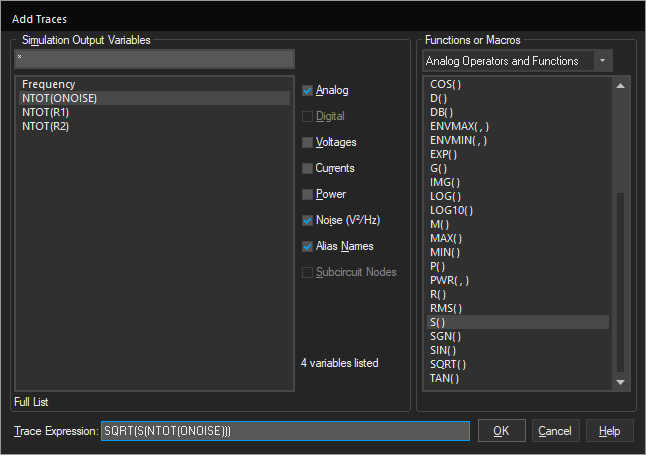 Add Traces
Simulation Output Variables
*
Frequency
NTOT(ONOISE)
NTOT(R1)
NTOT(R2)
Full List
Analog
Digital
Voltages
Currents
Power
Noise (V²/Hz)
Alias Names
Subcircuit Nodes
4 variables listed
Functions or Macros
Analog Operators and Functions
COS()
D()
DB()
ENVMAX(,)
ENVMIN(,)
EXP()
G()
IMG()
LOG()
LOG10()
M()
MAX()
MIN()
P()
PWR(,)
R()
RMS()
S()
SGN()
SIN()
SQRT()
TAN()
Trace Expression: SQRT(S(NTOT(ONOISE)))
OK Cancel Help